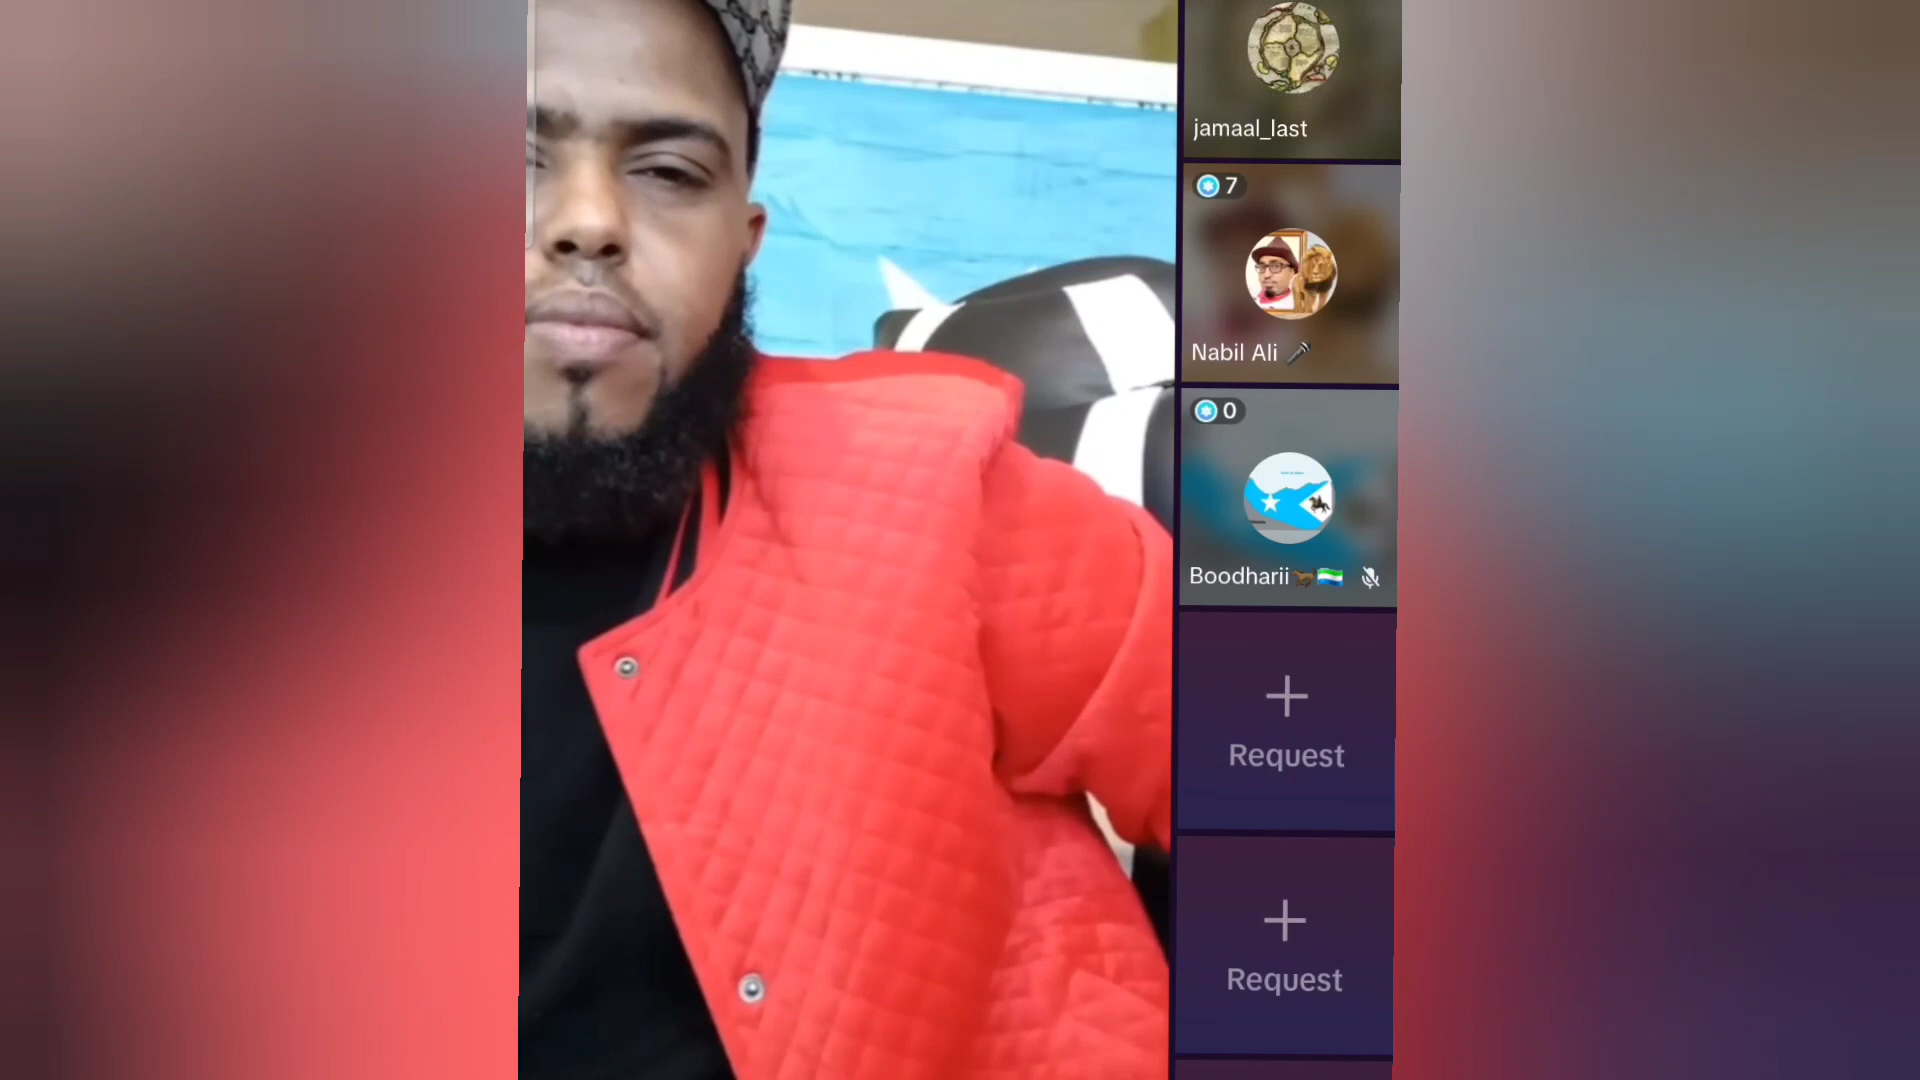 jamaal_last
7
Nabil Ali 🎤
0
Boodharii🐎🇸🇱
Request
Request